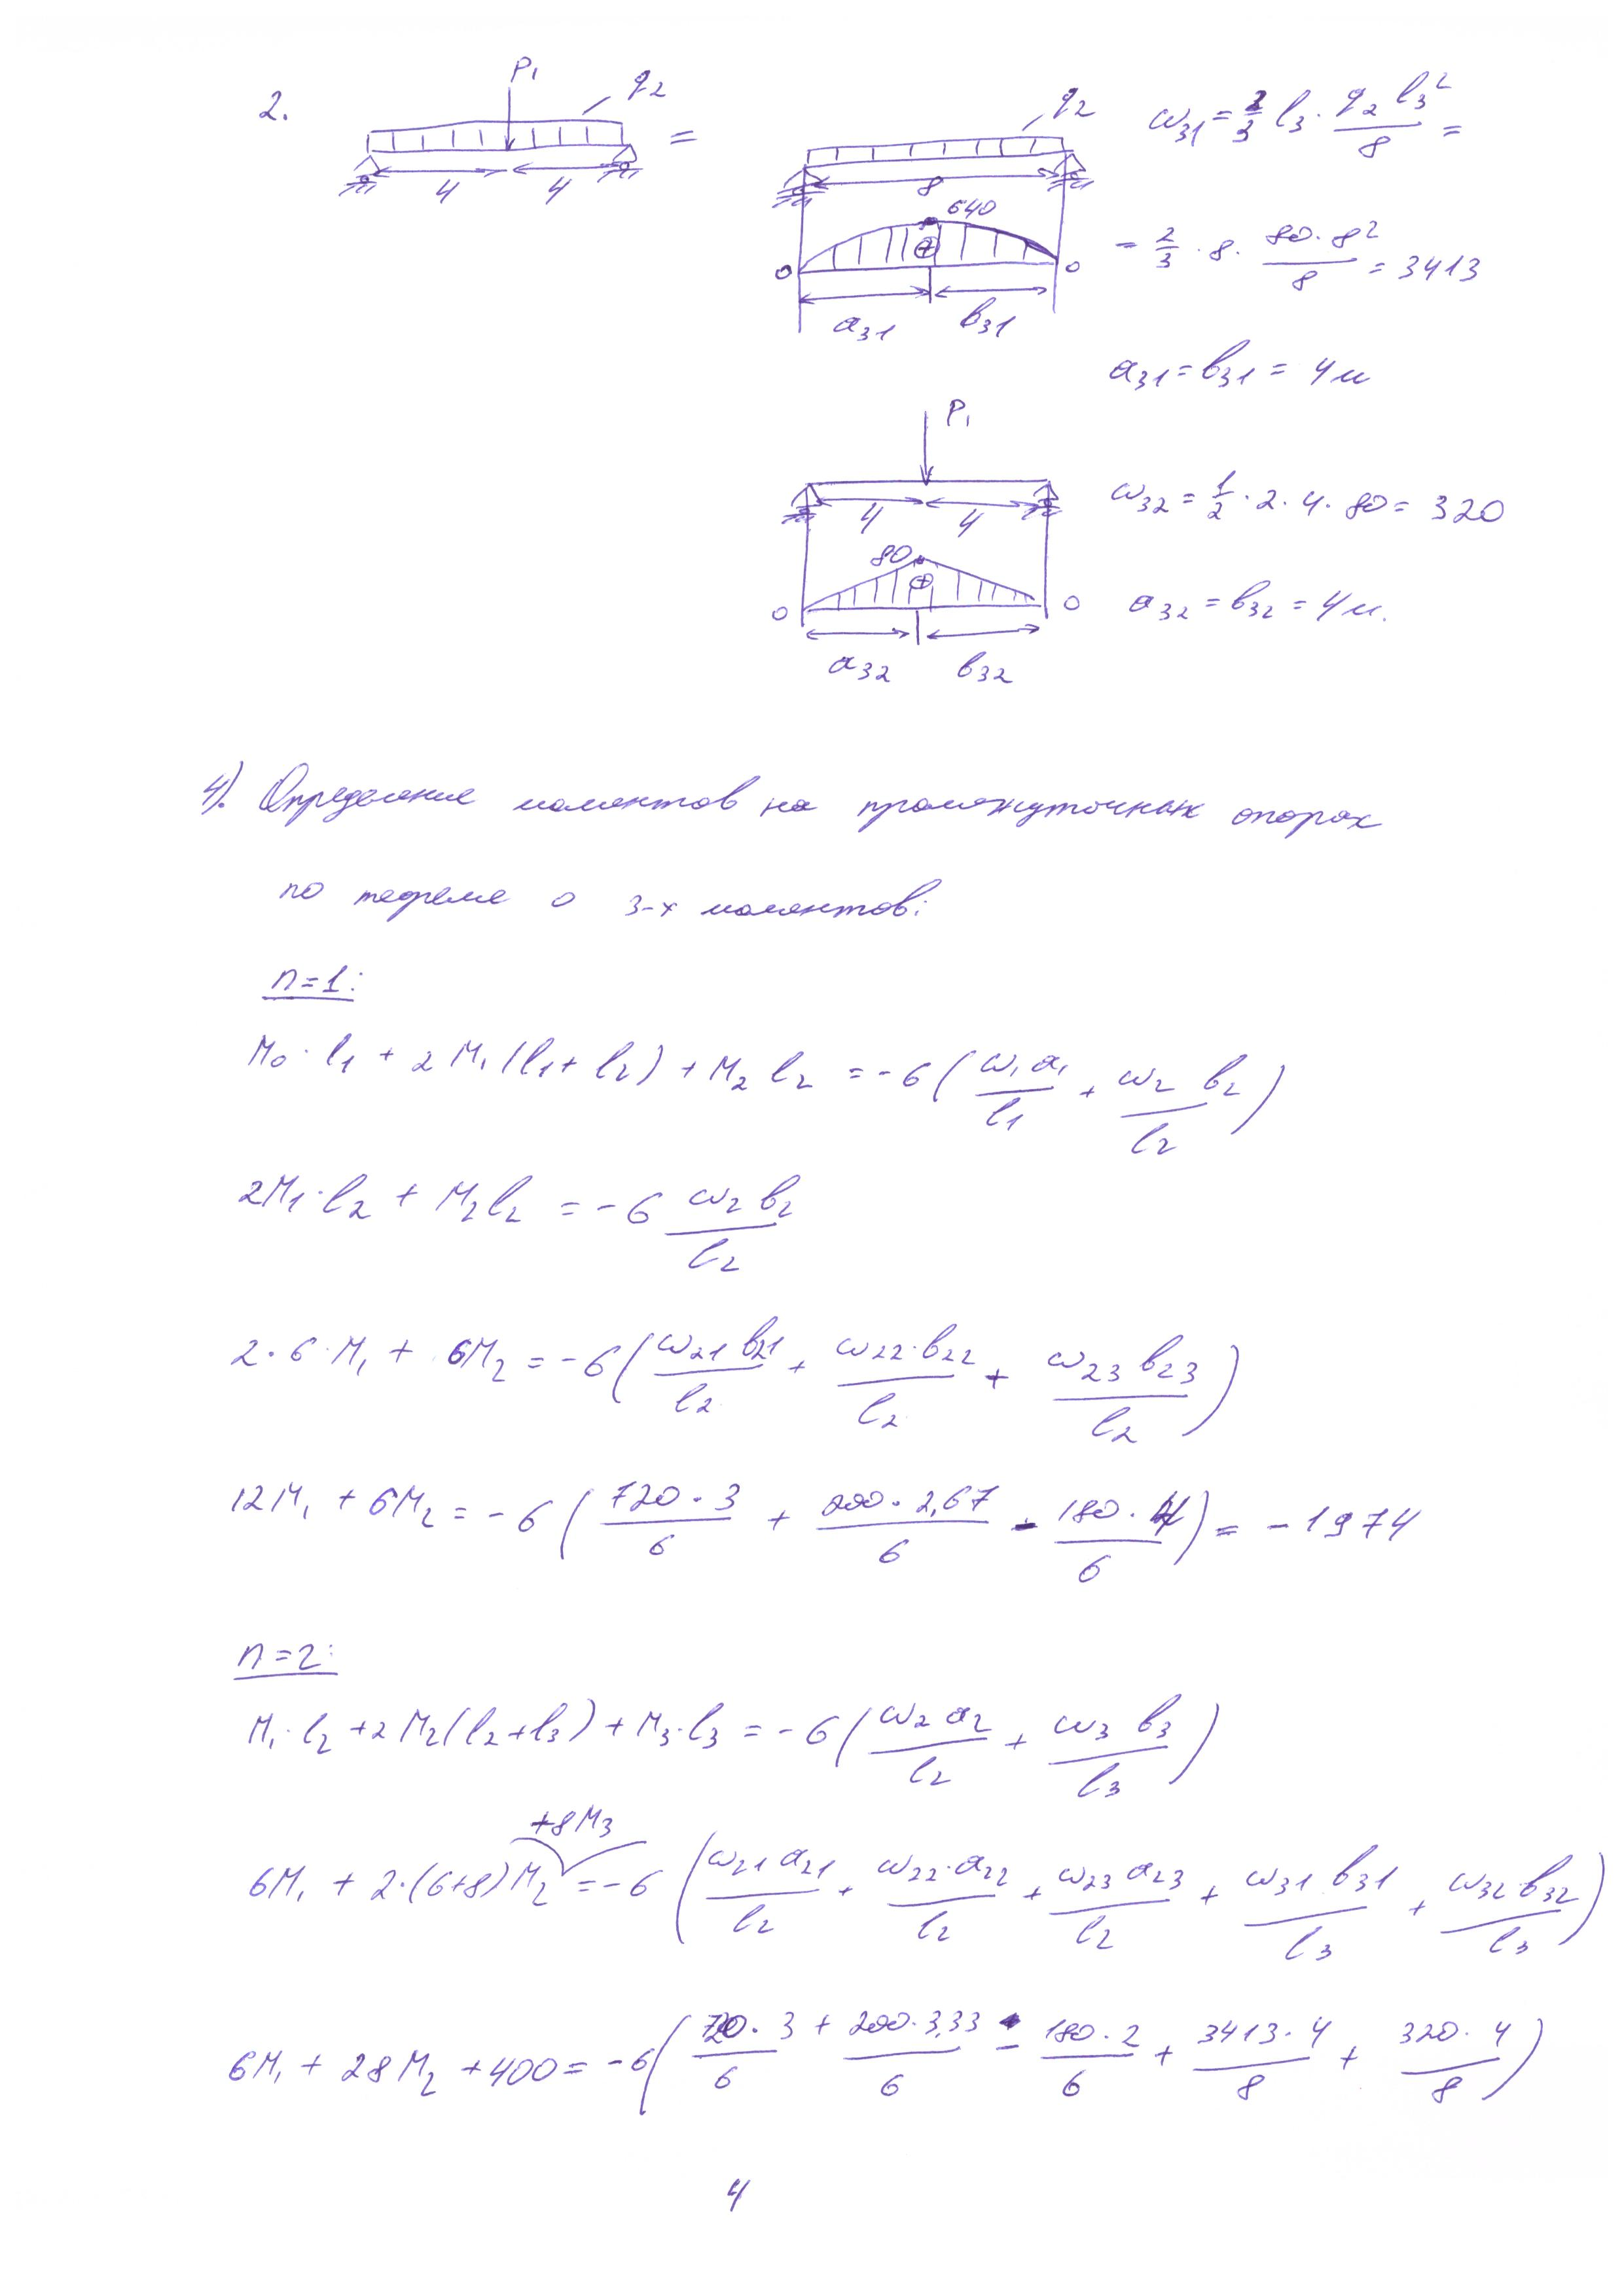 2.
P₁
q₂
4 4
=
q₂
8
640
⊕
0 0
a₃₁ b₃₁
ω₃₁ = 2/3 l₃ · q₂ l₃²/8 =
= 2/3 · 8 · 80·8²/8 = 3413
a₃₁ = b₃₁ = 4м
P₁
4 4
80
⊕
0 0
a₃₂ b₃₂
ω₃₂ = 1/2 · 2 · 4 · 80 = 320
a₃₂ = b₃₂ = 4м.
4). Определение моментов на промежуточных опорах
по теореме о 3-х моментов:
n=1:
M₀ · l₁ + 2 M₁ (l₁ + l₂) + M₂ l₂ = -6 (ω₁a₁/l₁ + ω₂ b₂/l₂)
2M₁ · l₂ + M₂ l₂ = -6 ω₂ b₂/l₂
2 · 6 · M₁ + 6M₂ = -6 (ω₂₁ b₂₁/l₂ + ω₂₂ · b₂₂/l₂ + ω₂₃ b₂₃/l₂)
12M₁ + 6M₂ = -6 (720 · 3/6 + 200 · 2,67/6 - 180 · 4/6) = -1974
n=2:
M₁ · l₂ + 2 M₂ (l₂ + l₃) + M₃ · l₃ = -6 (ω₂ a₂/l₂ + ω₃ b₃/l₃)
+8M₃
6M₁ + 2·(6+8) M₂ = -6 (ω₂₁ a₂₁/l₂ + ω₂₂ · a₂₂/l₂ + ω₂₃ a₂₃/l₂ + ω₃₁ b₃₁/l₃ + ω₃₂ b₃₂/l₃)
6M₁ + 28M₂ + 400 = -6 (720 · 3/6 + 200 · 3,33/6 - 180 · 2/6 + 3413 · 4/8 + 320 · 4/8)
4